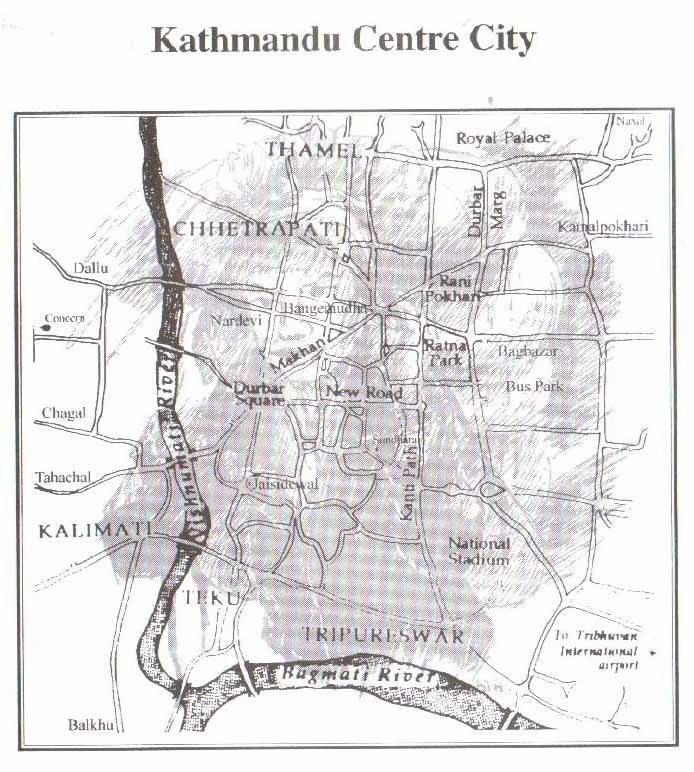 Kathmandu Centre City
Naxal
Royal Palace
THAMEL
Durbar
Marg
CHHETRAPATI
Kamalpokhari
Dallu
Rani
Pokhari
Bangemudha
Concern
Nardevi
Makhan
Ratna
Park
Bagbazar
Vishnumati River
Durbar
Square
New Road
Bus Park
Chagal
Sundhara
Kanti Path
Tahachal
Jaisidewal
KALIMATI
National
Stadium
TEKU
TRIPURESWAR
To Tribhuvan
International
airport
Bagmati River
Balkhu